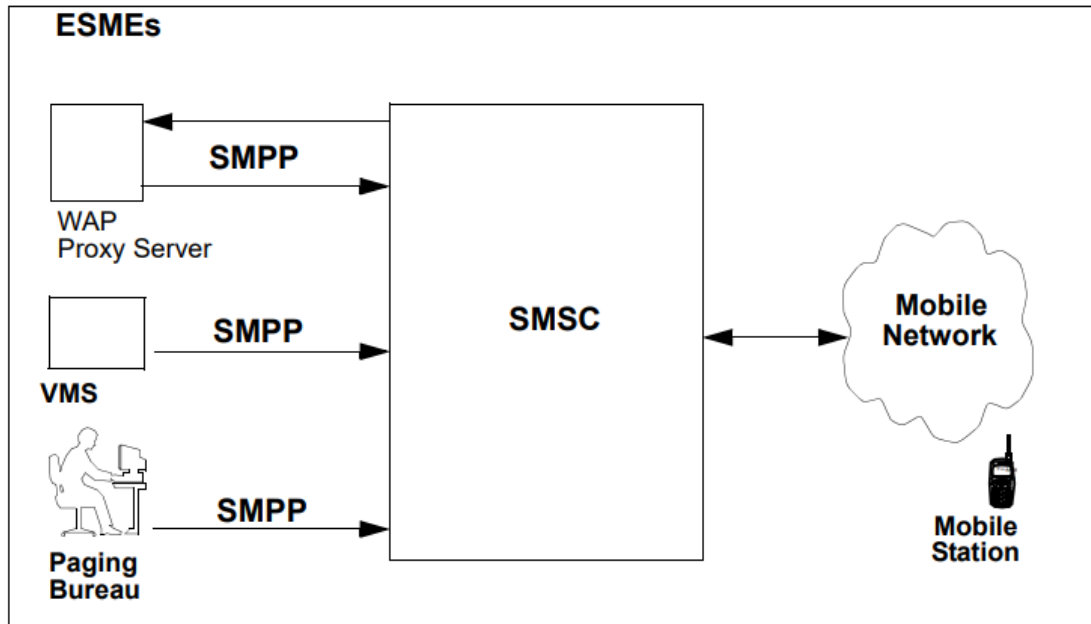 ESMEs
SMPP
WAP
Proxy Server
SMPP
VMS
SMPP
Paging
Bureau
SMSC
Mobile
Network
Mobile
Station